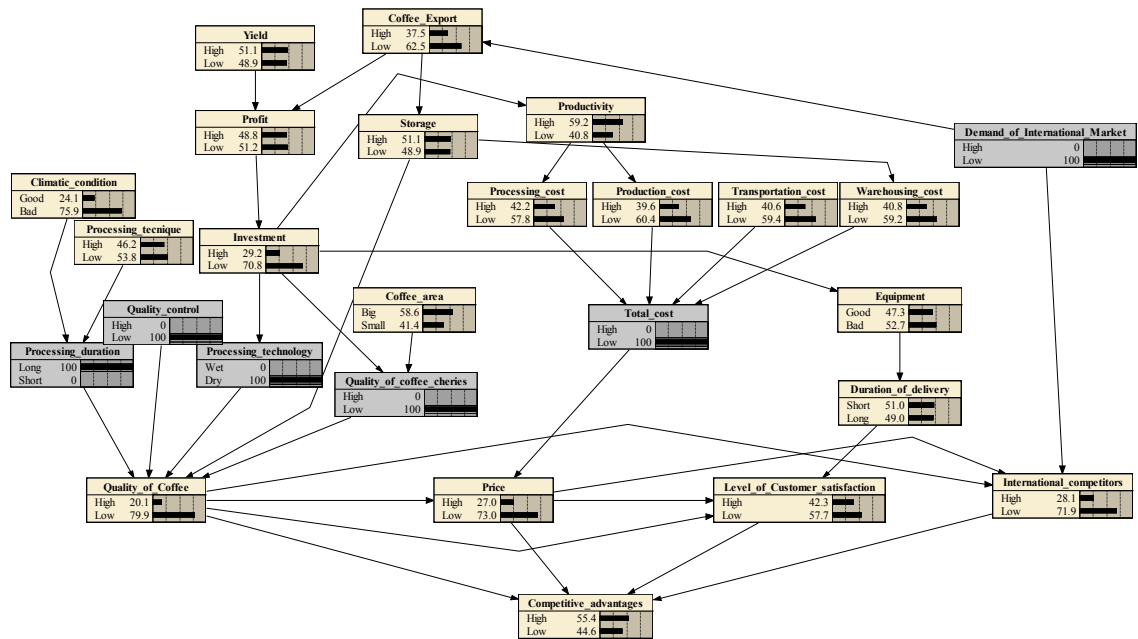 Coffee_Export
High 37.5
Low 62.5
Yield
High 51.1
Low 48.9
Productivity
High 59.2
Low 40.8
Profit
High 48.8
Low 51.2
Storage
High 51.1
Low 48.9
Demand_of_International_Market
High 0
Low 100
Climatic_condition
Good 24.1
Bad 75.9
Processing_cost
High 42.2
Low 57.8
Production_cost
High 39.6
Low 60.4
Transportation_cost
High 40.6
Low 59.4
Warehousing_cost
High 40.8
Low 59.2
Processing_tecnique
High 46.2
Low 53.8
Investment
High 29.2
Low 70.8
Quality_control
High 0
Low 100
Coffee_area
Big 58.6
Small 41.4
Total_cost
High 0
Low 100
Equipment
Good 47.3
Bad 52.7
Processing_duration
Long 100
Short 0
Processing_technology
Wet 0
Dry 100
Quality_of_coffee_cheries
High 0
Low 100
Duration_of_delivery
Short 51.0
Long 49.0
Quality_of_Coffee
High 20.1
Low 79.9
Price
High 27.0
Low 73.0
Level_of_Customer_satisfaction
High 42.3
Low 57.7
International_competitors
High 28.1
Low 71.9
Competitive_advantages
High 55.4
Low 44.6